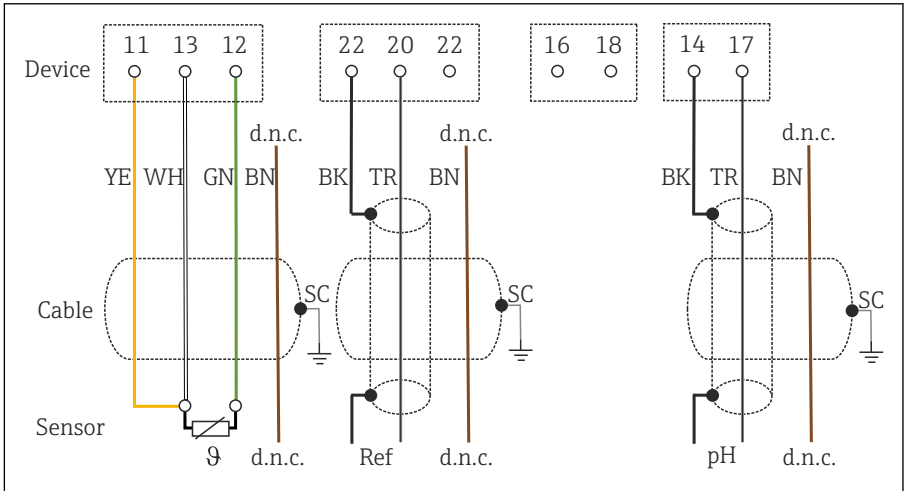 11 13 12 22 20 22 16 18 14 17
Device
d.n.c. d.n.c. d.n.c.
YE WH GN BN BK TR BN BK TR BN
SC SC SC
Cable
Sensor
ϑ d.n.c. Ref d.n.c. pH d.n.c.